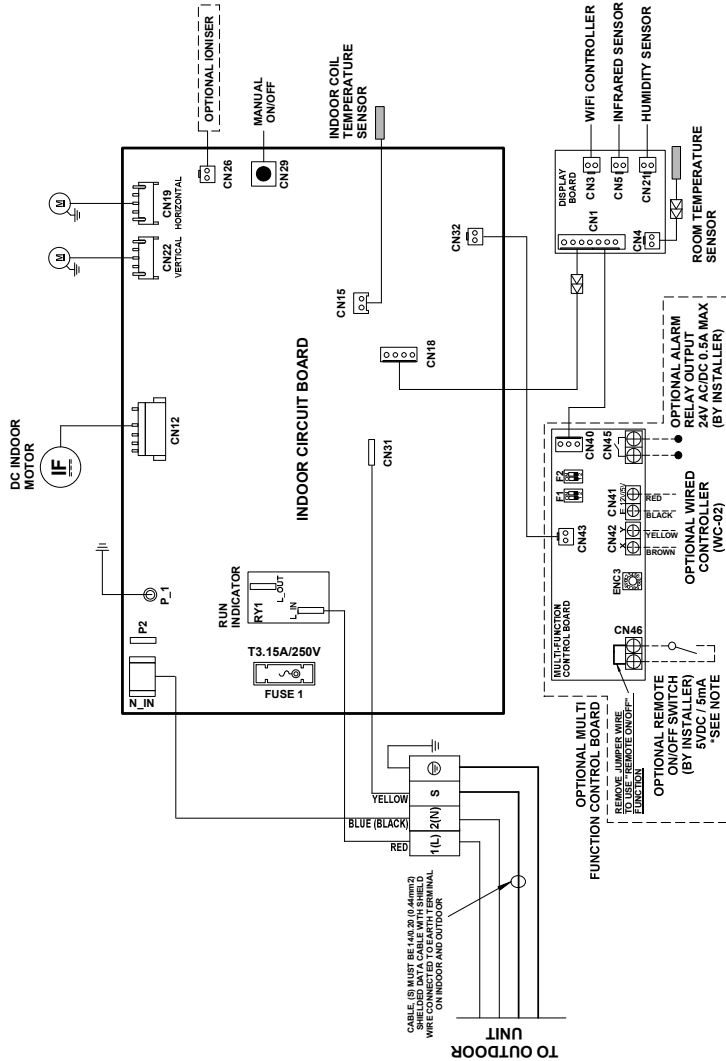 DC INDOOR
MOTOR
IF
CN12
M
M
CN22
VERTICAL
CN19
HORIZONTAL
OPTIONAL IONISER
CN26
MANUAL
ON/OFF
CN29
INDOOR COIL
TEMPERATURE
SENSOR
CN15
P_1
P2
N_IN
RUN
INDICATOR
RY1
L_OUT
L_IN
T3.15A/250V
FUSE 1
INDOOR CIRCUIT BOARD
CN31
CN18
CN32
YELLOW
BLUE (BLACK)
RED
S
2(N)
1(L)
CABLE, (S) MUST BE 14/0.20 (0.44mm2)
SHIELDED DATA CABLE WITH SHIELD
WIRE CONNECTED TO EARTH TERMINAL
ON INDOOR AND OUTDOOR
TO OUTDOOR
UNIT
DISPLAY
BOARD
CN1
CN3
WiFi CONTROLLER
CN5
INFRARED SENSOR
CN21
HUMIDITY SENSOR
CN4
ROOM TEMPERATURE
SENSOR
OPTIONAL MULTI
FUNCTION CONTROL BOARD
MULTI-FUNCTION
CONTROL BOARD
CN43
F1
F2
CN40
CN46
ENC3
CN42
X
Y
CN41
E
12V/5V
CN45
BROWN
YELLOW
BLACK
RED
REMOVE JUMPER WIRE
TO USE "REMOTE ON/OFF"
FUNCTION
OPTIONAL REMOTE
ON/OFF SWITCH
(BY INSTALLER)
5VDC / 5mA
*SEE NOTE
OPTIONAL WIRED
CONTROLLER
(WC-02)
OPTIONAL ALARM
RELAY OUTPUT
24V AC/DC 0.5A MAX
(BY INSTALLER)